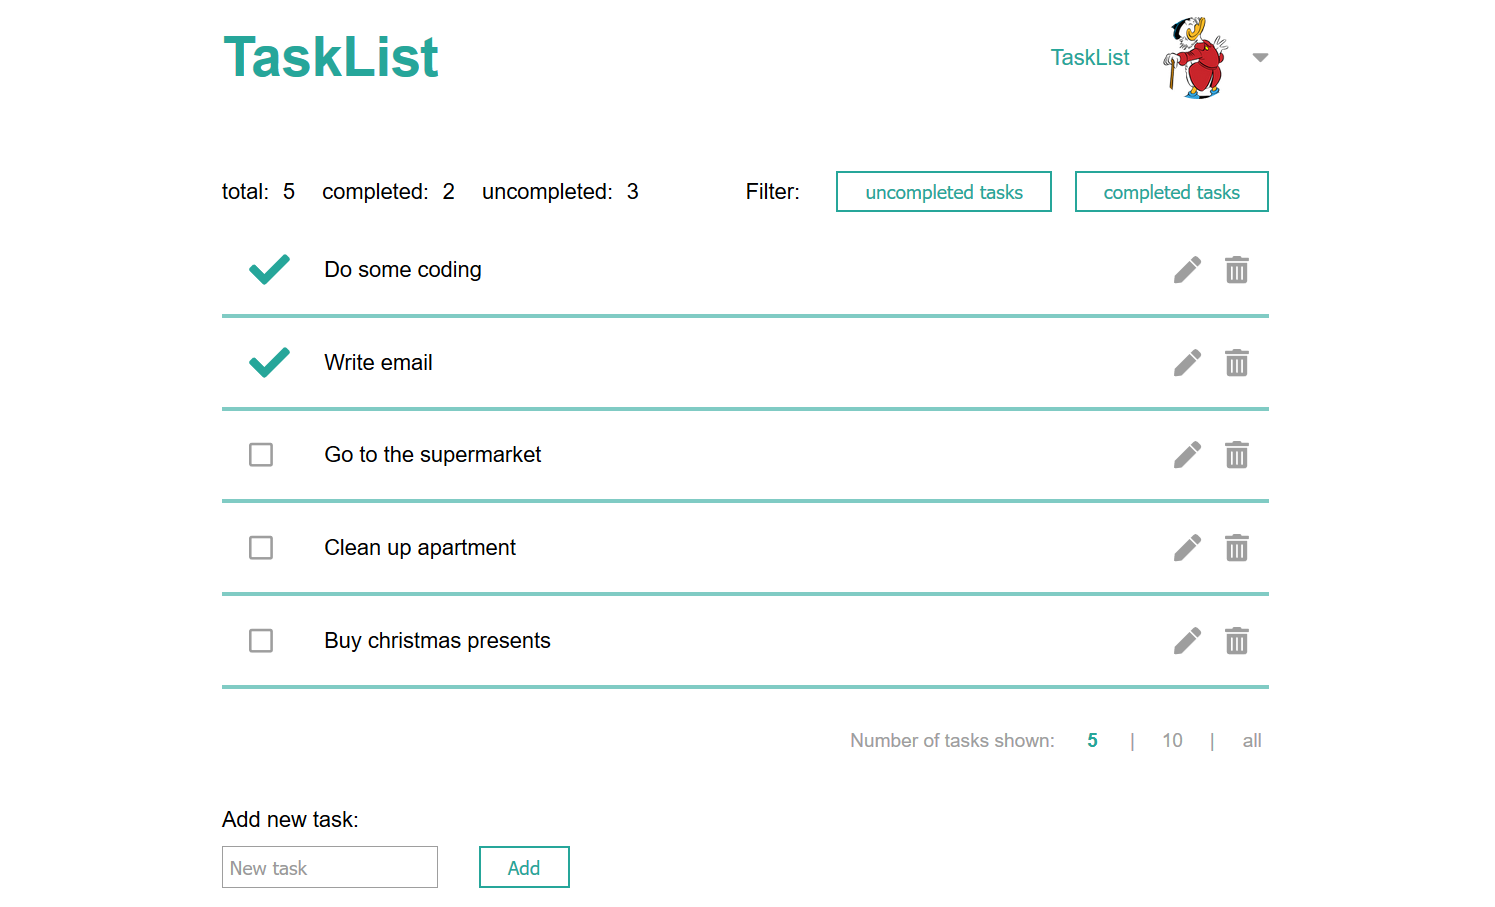 TaskList
TaskList
total: 5 completed: 2 uncompleted: 3 Filter: uncompleted tasks completed tasks
Do some coding
Write email
Go to the supermarket
Clean up apartment
Buy christmas presents
Number of tasks shown: 5 | 10 | all
Add new task:
New task Add